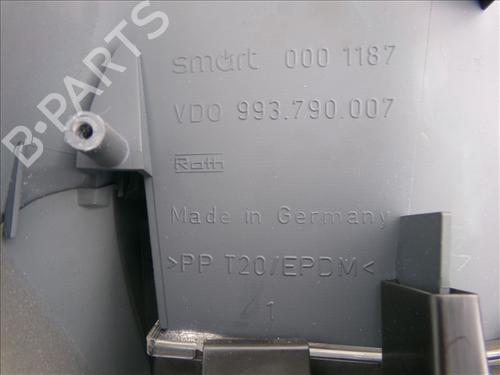 smart 000 1187
VDO 993.790.007
Roth
Made in Germany
>PP T20/EPDM<
1
B-PARTS